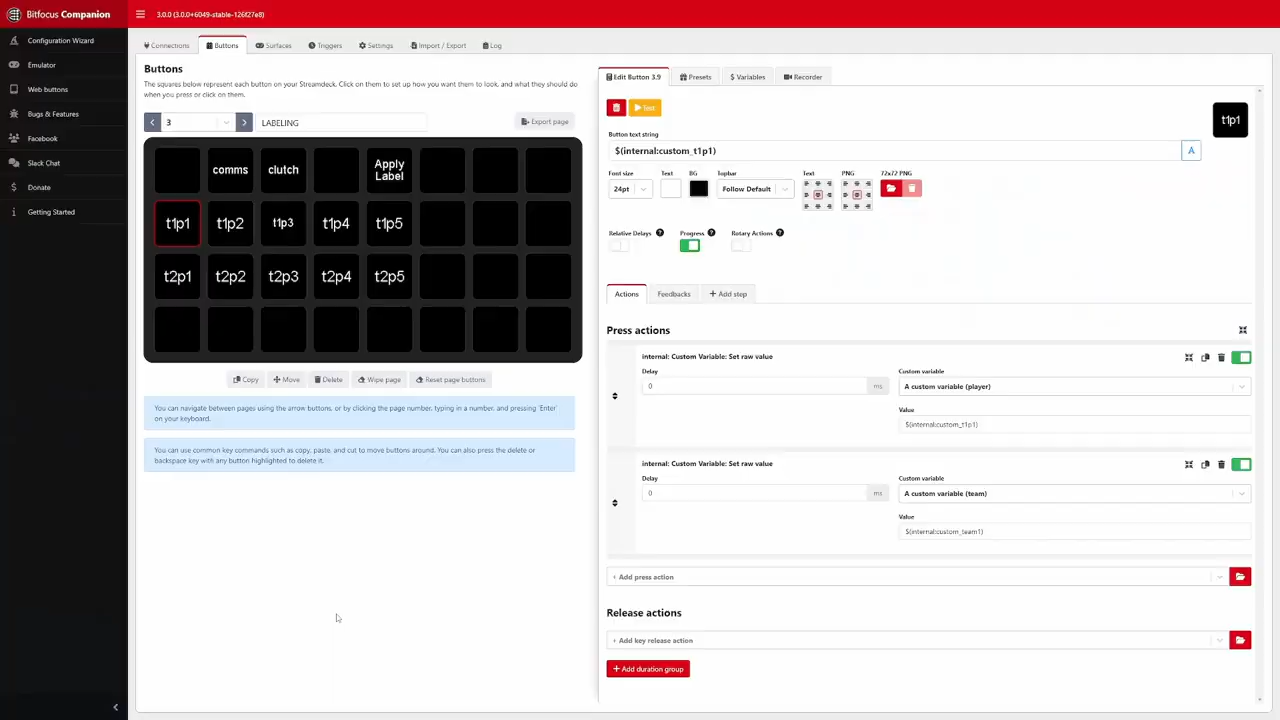 Bitfocus Companion
3.0.0 (3.0.0+6049-stable-126f27e8)
Configuration Wizard
Emulator
Web buttons
Bugs & Features
Facebook
Slack Chat
Donate
Getting Started
Connections
Buttons
Surfaces
Triggers
Settings
Import / Export
Log
Buttons
The squares below represent each button on your Streamdeck. Click on them to set up how you want them to look, and what they should do
when you press or click on them.
3
LABELING
Export page
comms
clutch
Apply
Label
t1p1
t1p2
t1p3
t1p4
t1p5
t2p1
t2p2
t2p3
t2p4
t2p5
Copy
Move
Delete
Wipe page
Reset page buttons
You can navigate between pages using the arrow buttons, or by clicking the page number, typing in a number, and pressing 'Enter'
on your keyboard.
You can use common key commands such as copy, paste, and cut to move buttons around. You can also press the delete or
backspace key with any button highlighted to delete it.
Edit Button 3.9
Presets
$ Variables
Recorder
Test
t1p1
Button text string
$(internal:custom_t1p1)
A
Font size
Text
BG
Topbar
Text
PNG
72x72 PNG
24pt
Follow Default
Relative Delays
Progress
Rotary Actions
Actions
Feedbacks
+ Add step
Press actions
internal: Custom Variable: Set raw value
Delay
0
ms
Custom variable
A custom variable (player)
Value
$(internal:custom_t1p1)
internal: Custom Variable: Set raw value
Delay
0
ms
Custom variable
A custom variable (team)
Value
$(internal:custom_team1)
+ Add press action
Release actions
+ Add key release action
+ Add duration group